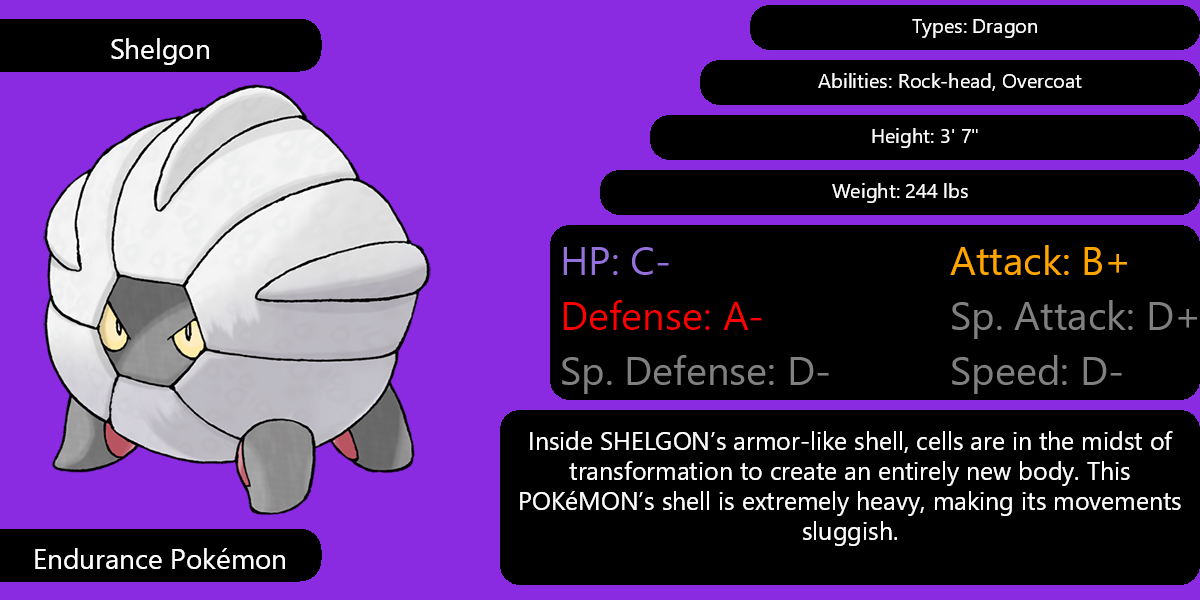 Shelgon
Types: Dragon
Abilities: Rock-head, Overcoat
Height: 3' 7"
Weight: 244 lbs
HP: C-
Attack: B+
Defense: A-
Sp. Attack: D+
Sp. Defense: D-
Speed: D-
Inside SHELGON’s armor-like shell, cells are in the midst of
transformation to create an entirely new body. This
POKéMON’s shell is extremely heavy, making its movements
sluggish.
Endurance Pokémon